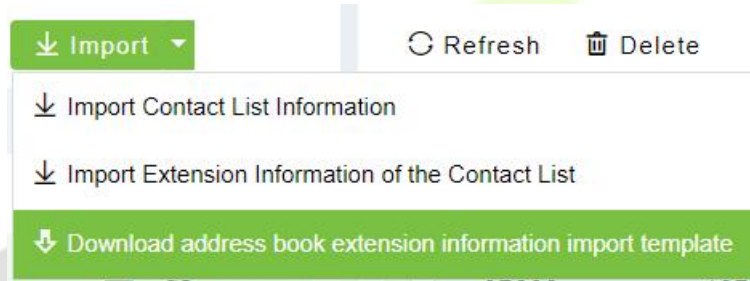 Import
Refresh
Delete
Import Contact List Information
Import Extension Information of the Contact List
Download address book extension information import template